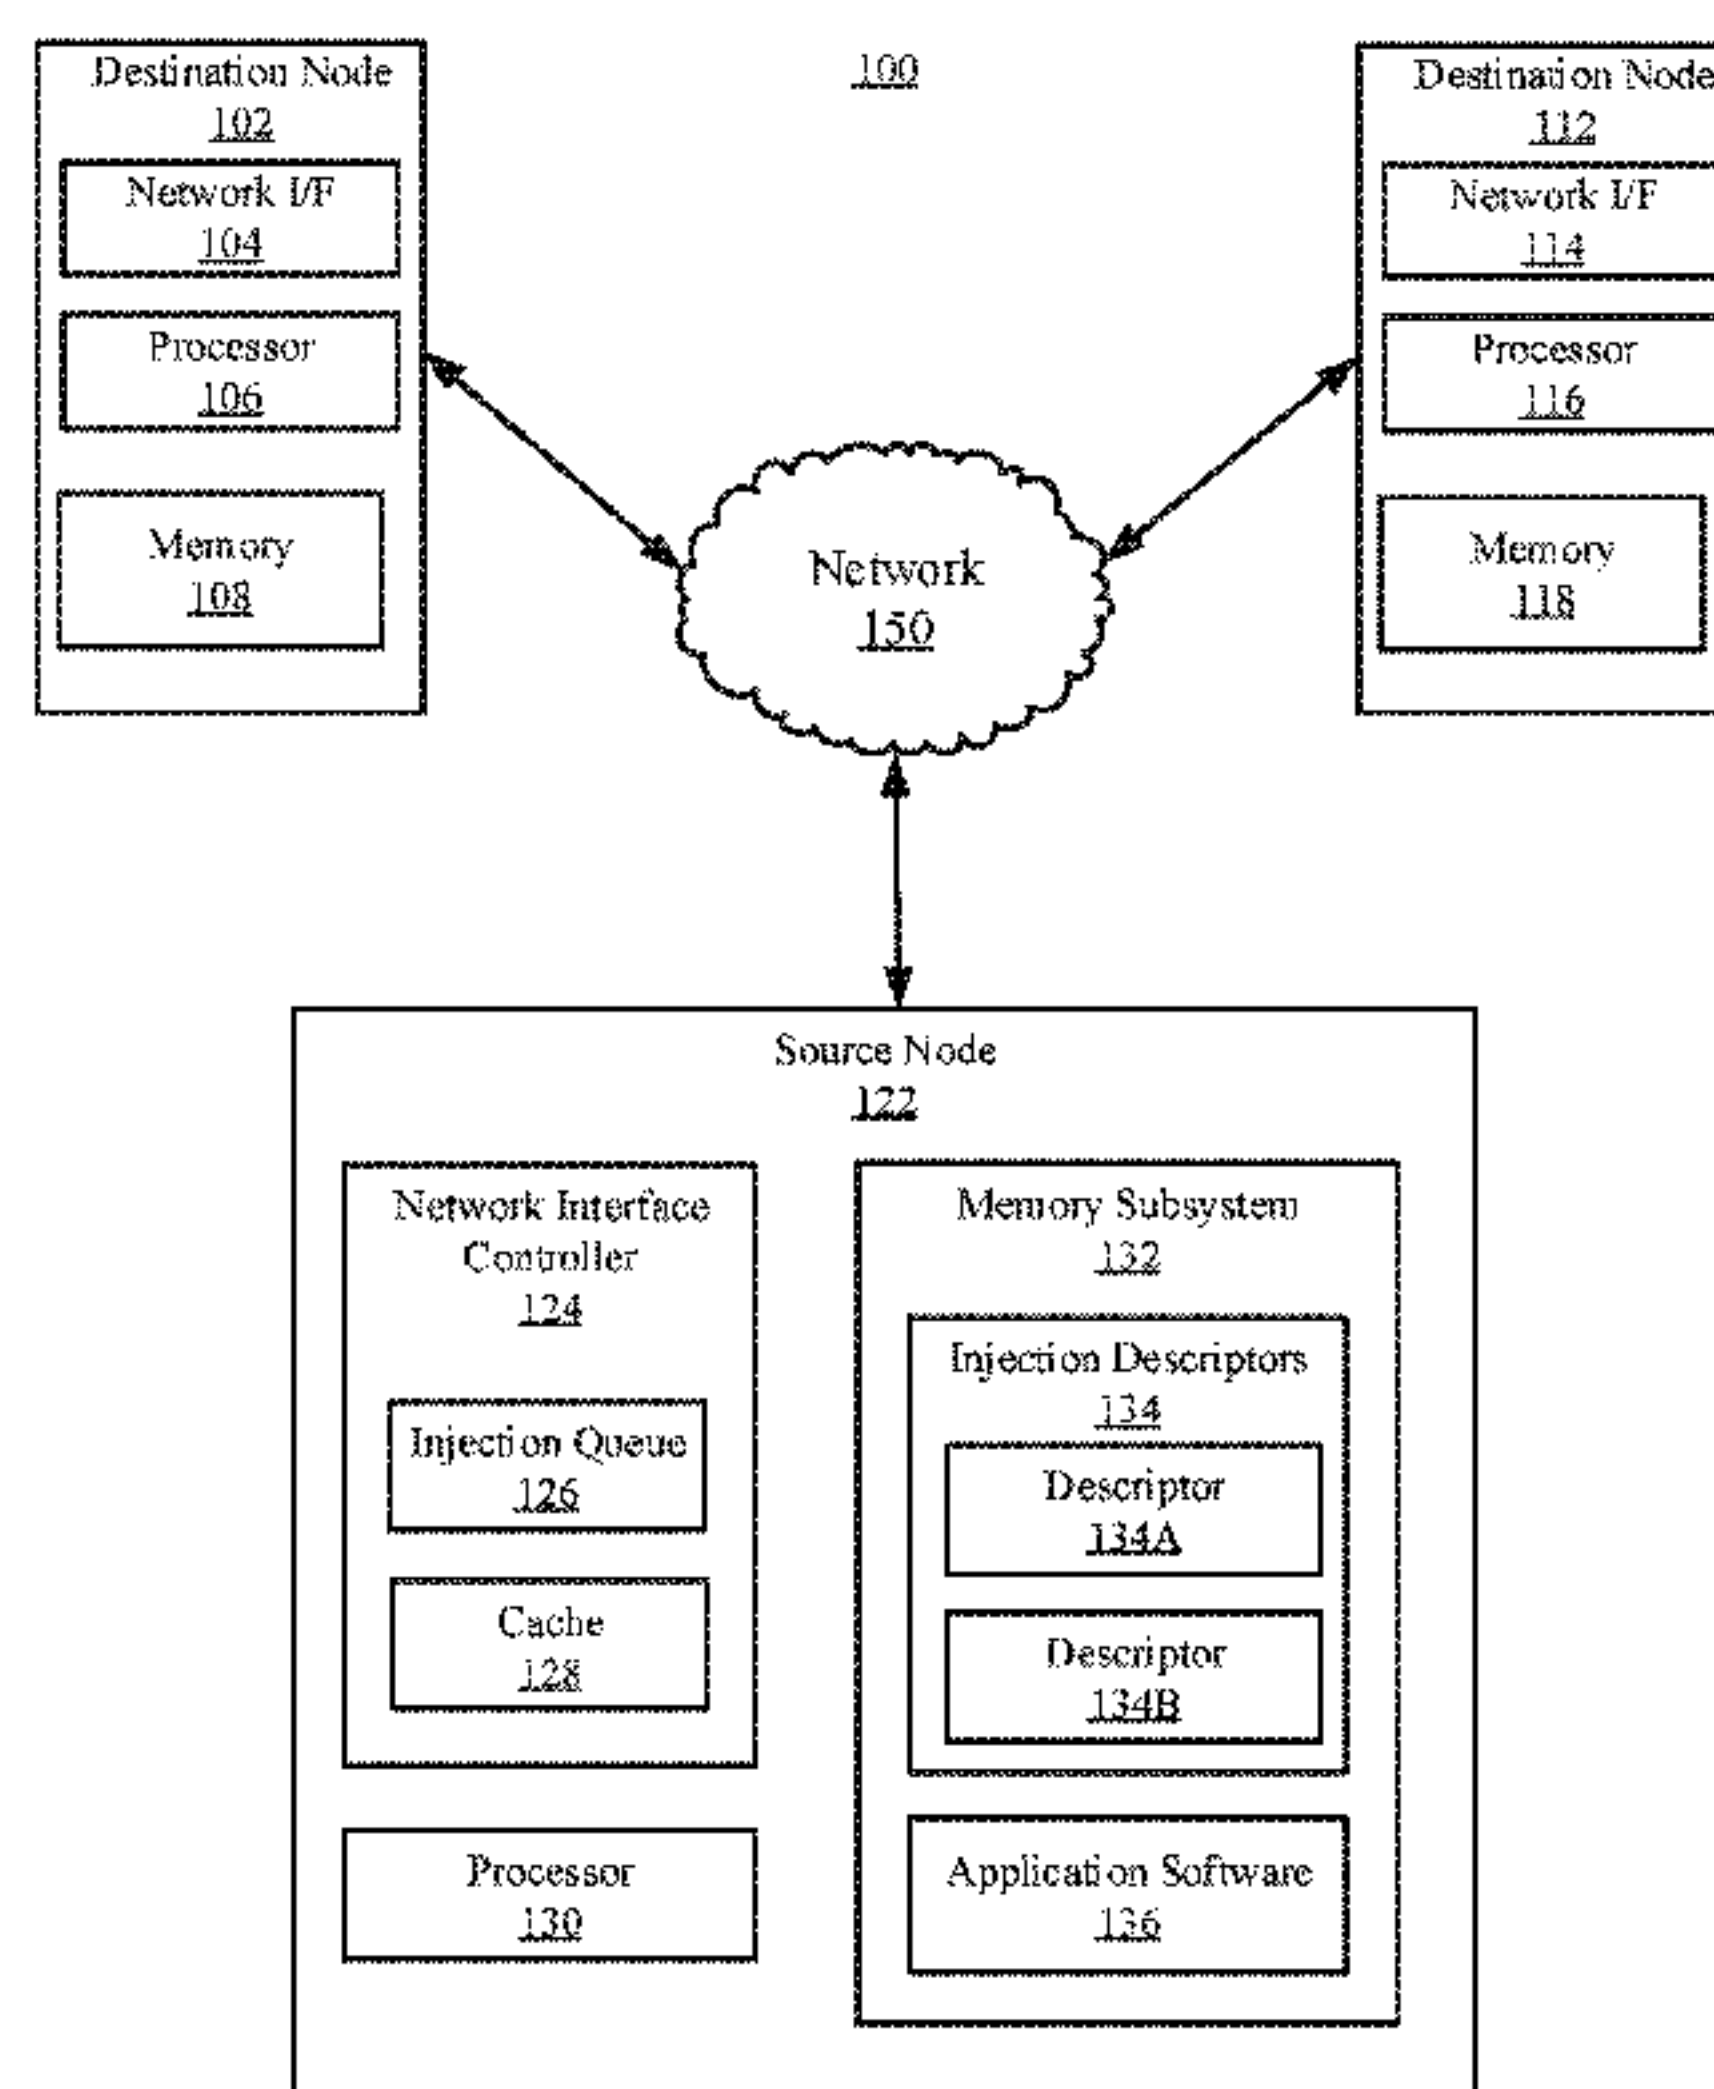 100
Destination Node
102
Network I/F
104
Processor
106
Memory
108
Destination Node
112
Network I/F
114
Processor
116
Memory
118
Network
150
Source Node
122
Network Interface
Controller
124
Injection Queue
126
Cache
128
Processor
130
Memory Subsystem
132
Injection Descriptors
134
Descriptor
134A
Descriptor
134B
Application Software
136